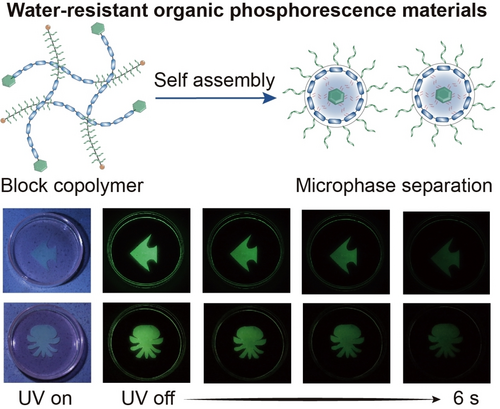 Water-resistant organic phosphorescence materials
Self assembly
Block copolymer
Microphase separation
UV on
UV off
6 s